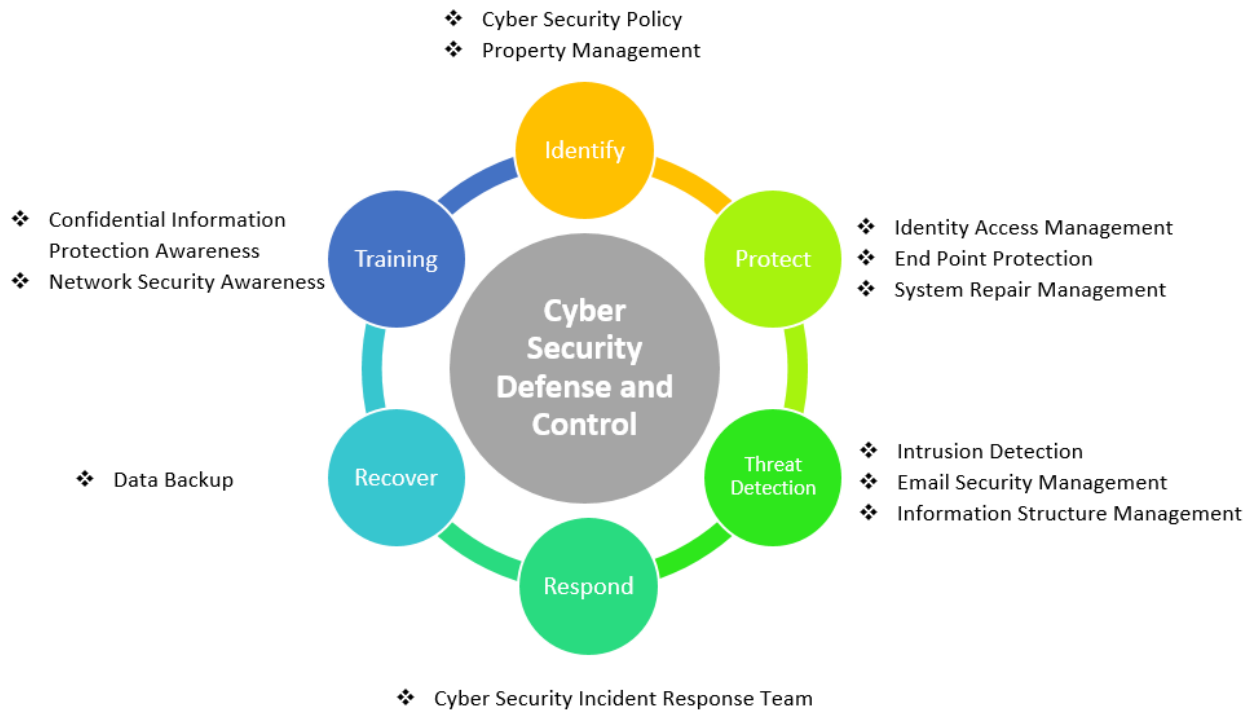 ❖ Cyber Security Policy
❖ Property Management
Identify
❖ Confidential Information
Protection Awareness
❖ Network Security Awareness
Training
Protect
❖ Identity Access Management
❖ End Point Protection
❖ System Repair Management
Cyber
Security
Defense and
Control
❖ Data Backup
Recover
Threat
Detection
❖ Intrusion Detection
❖ Email Security Management
❖ Information Structure Management
Respond
❖ Cyber Security Incident Response Team